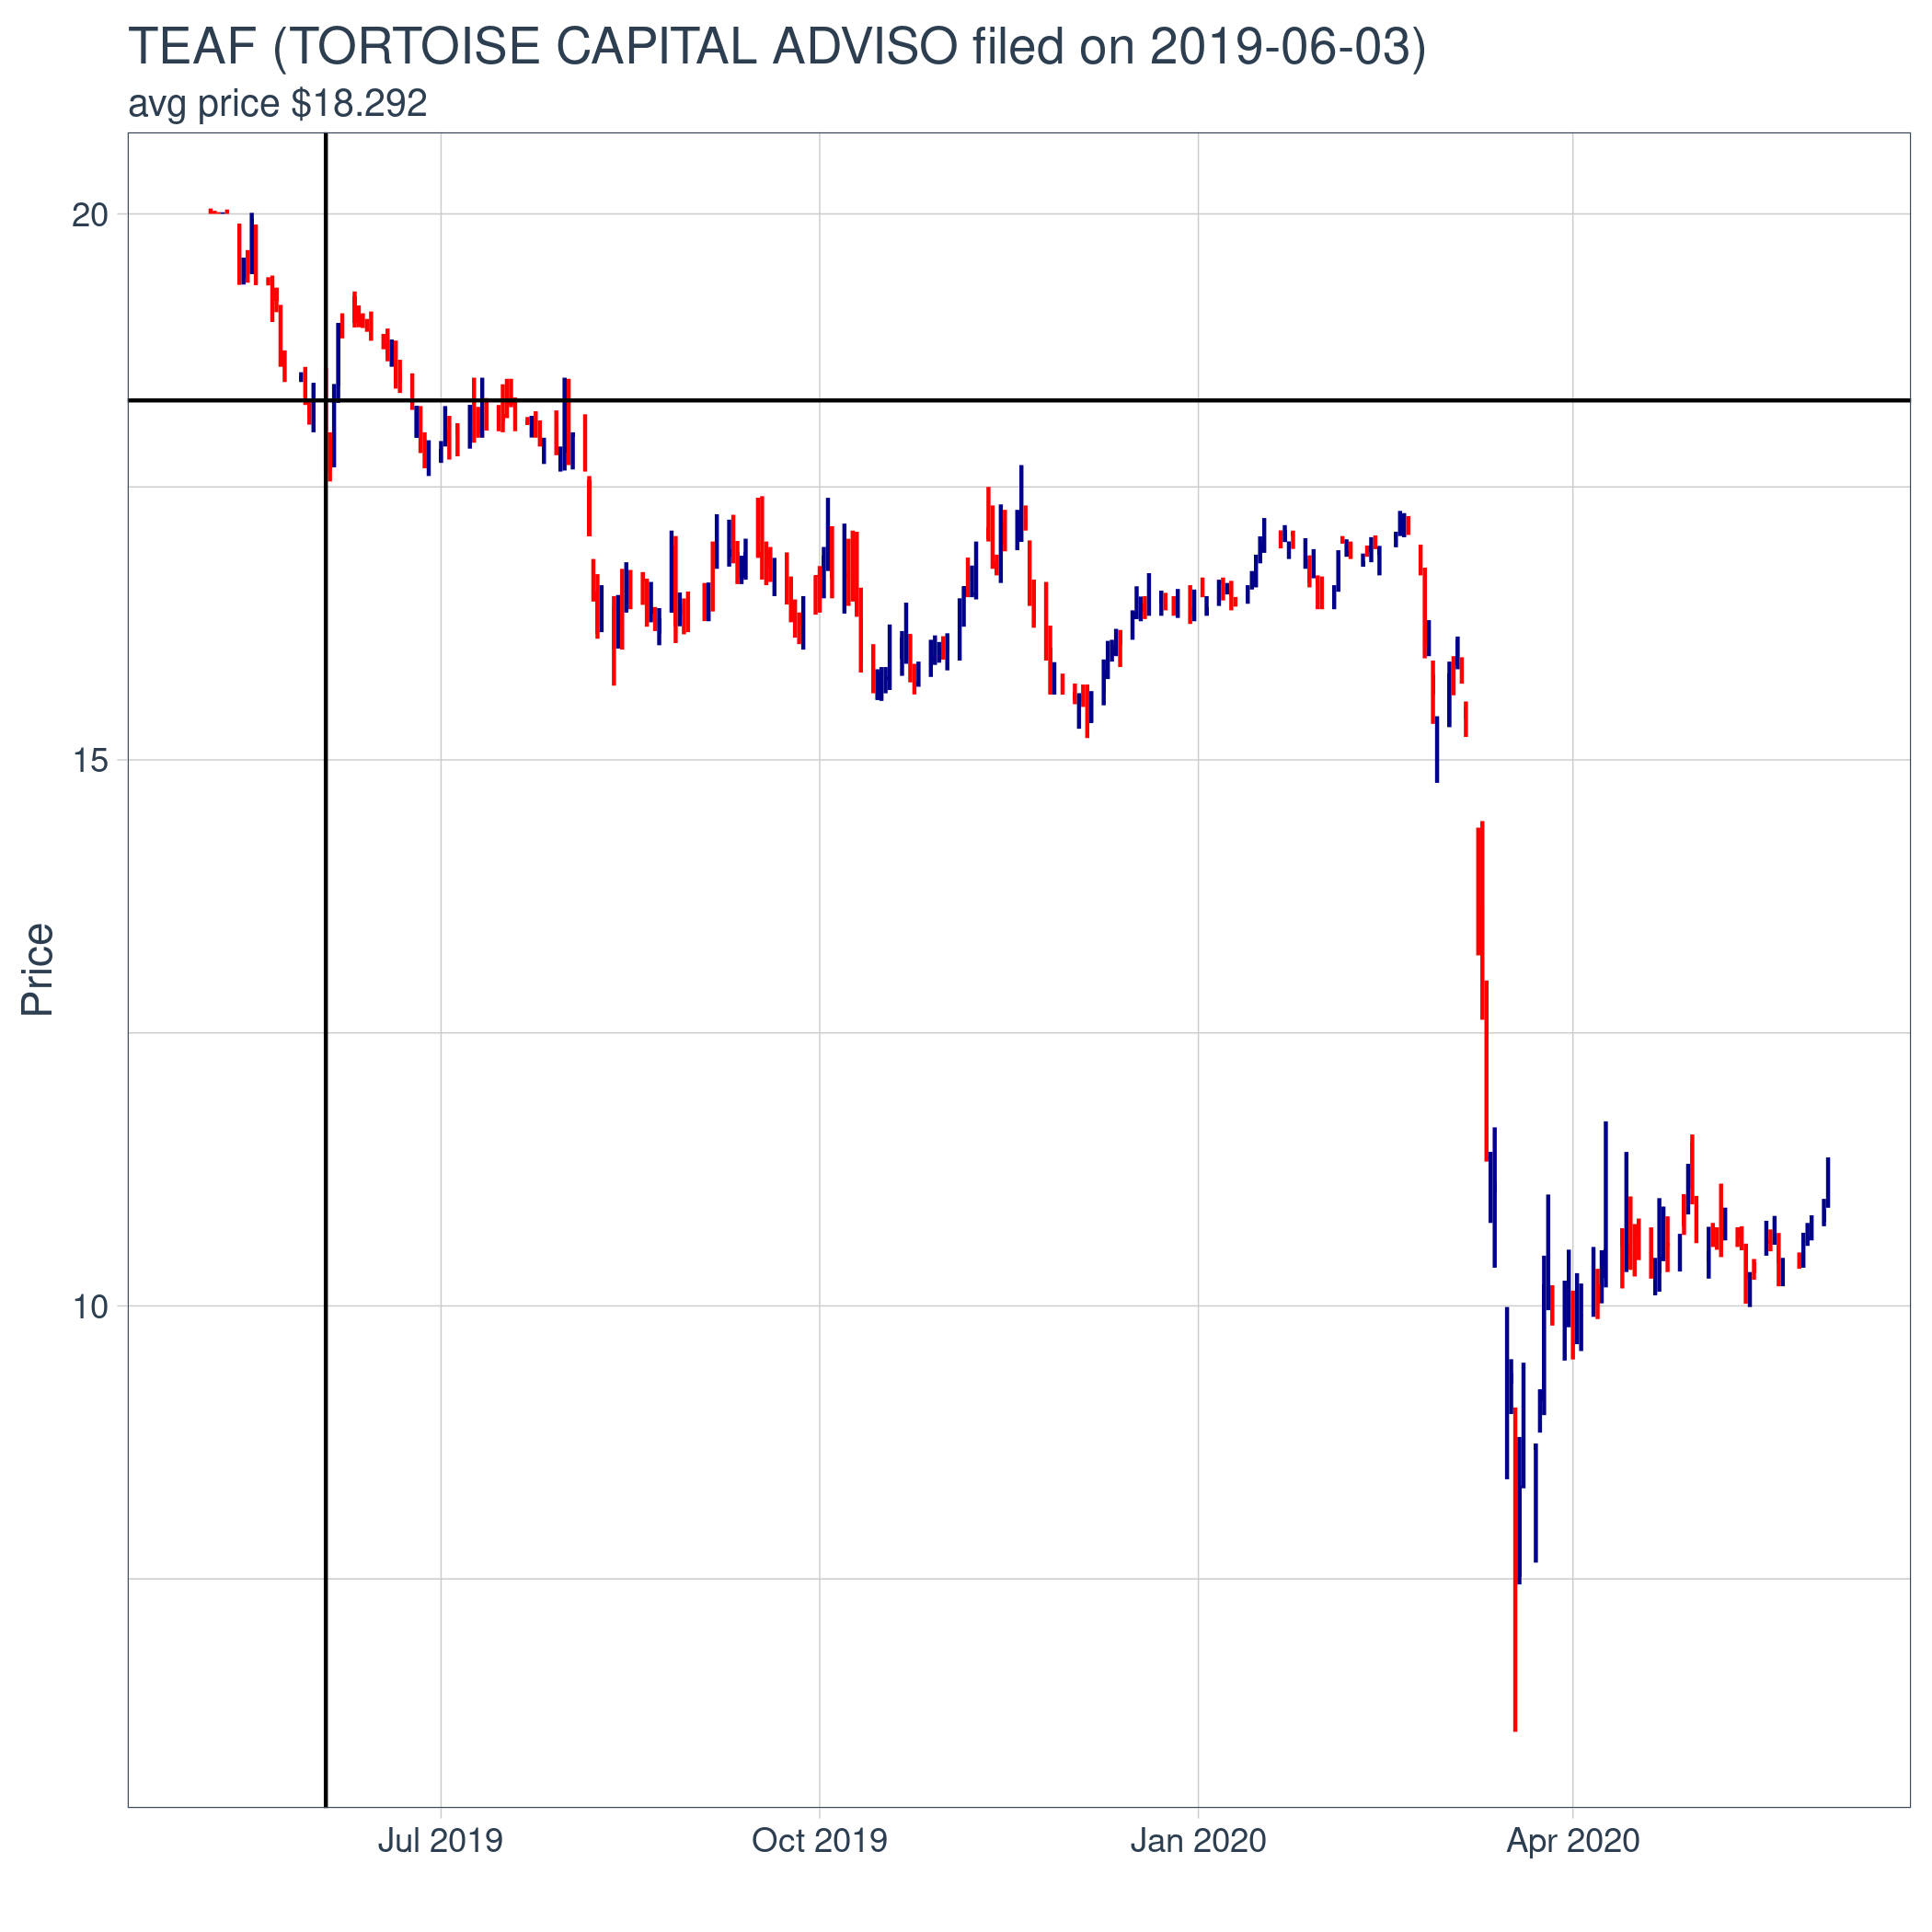 TEAF (TORTOISE CAPITAL ADVISO filed on 2019-06-03)
avg price $18.292
20
15
10
Price
Jul 2019
Oct 2019
Jan 2020
Apr 2020